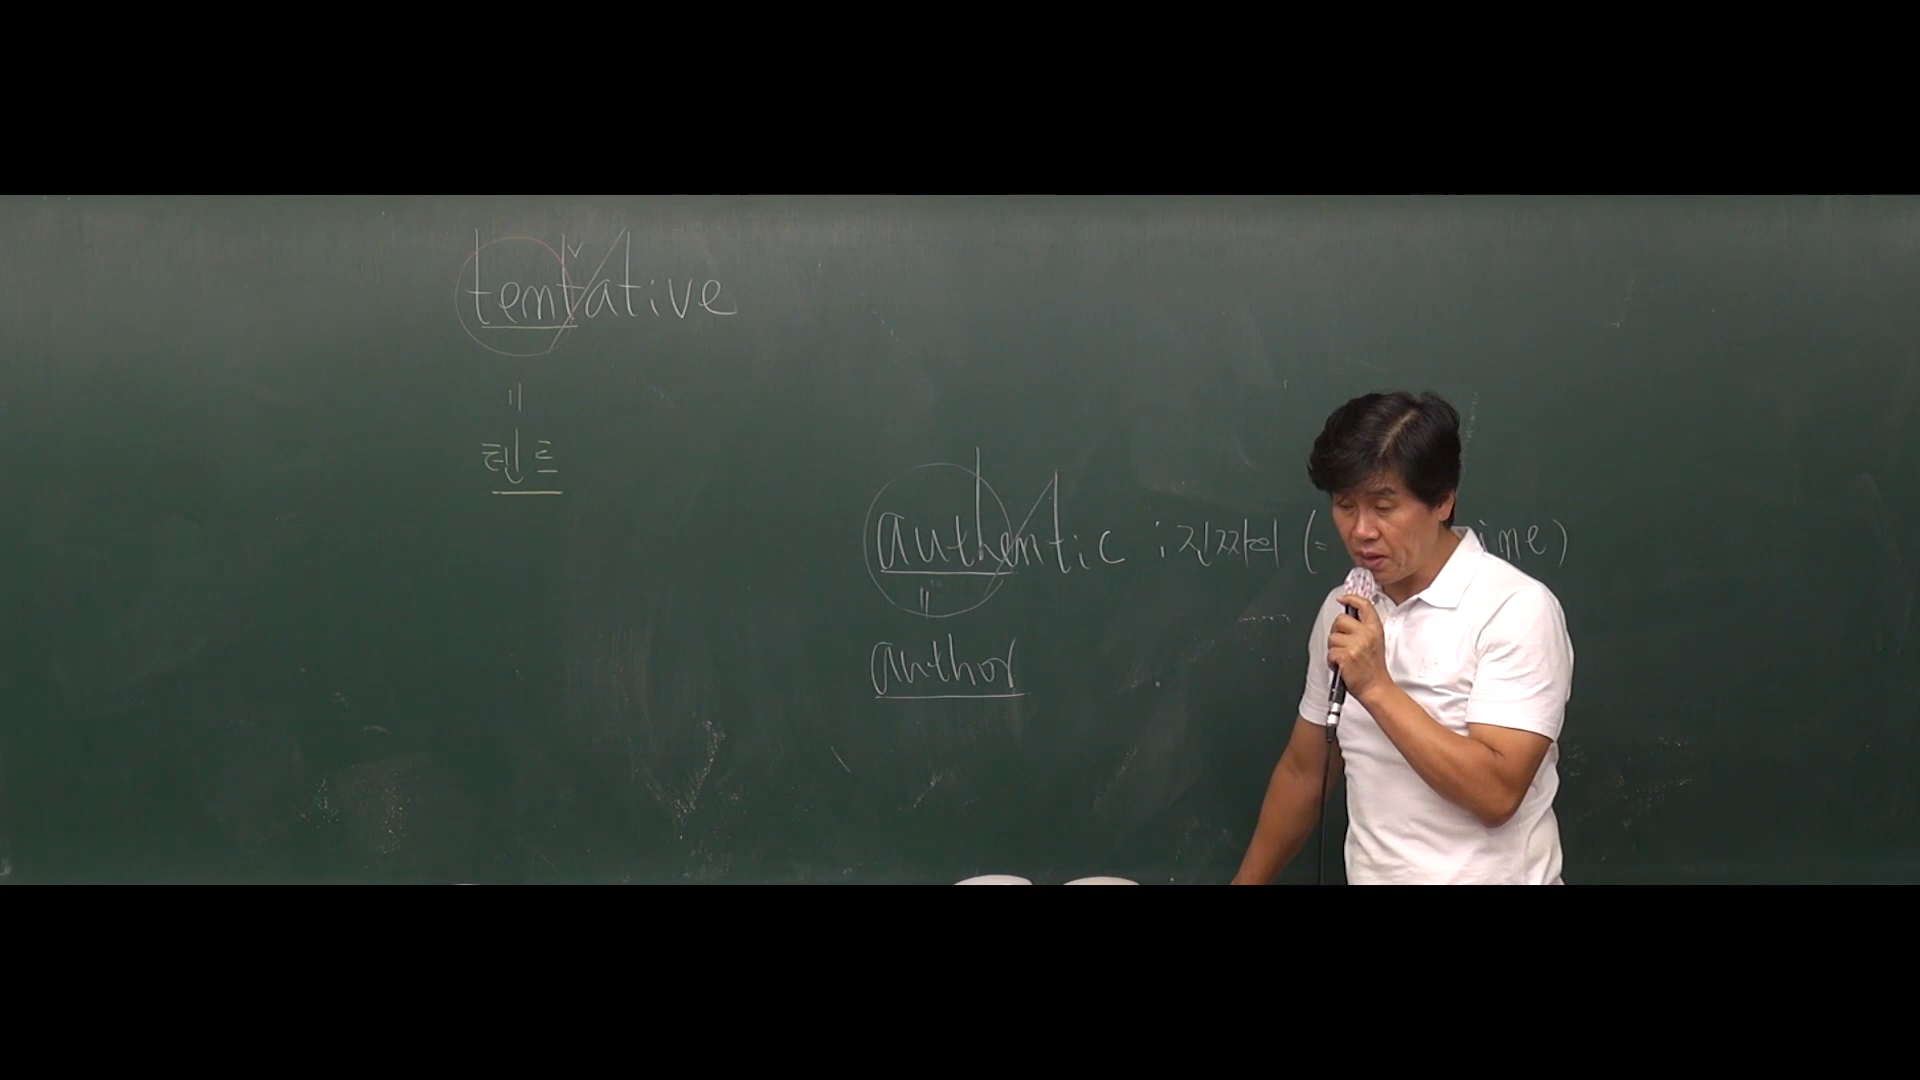 tentative
=
텐트
authentic ; 진짜의 (= ine)
=
author